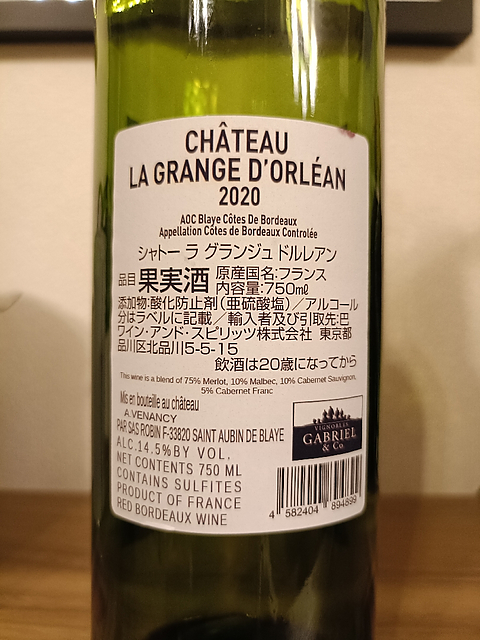 CHÂTEAU
LA GRANGE D'ORLÉAN
2020
AOC Blaye Côtes De Bordeaux
Appellation Côtes de Bordeaux Controlée
シャトー ラ グランジュ ドルレアン
品目 果実酒 原産国名:フランス
内容量:750㎖
添加物:酸化防止剤(亜硫酸塩)/アルコール
分はラベルに記載/輸入者及び引取先:巴
ワイン・アンド・スピリッツ株式会社 東京都
品川区北品川5-5-15
飲酒は20歳になってから
This wine is a blend of 75% Merlot, 10% Malbec, 10% Cabernet Sauvignon,
5% Cabernet Franc
Mis en bouteille au château
A.VENANCY
PAR SAS ROBIN F-33820 SAINT AUBIN DE BLAYE
ALC.14.5%BY VOL.
NET CONTENTS 750 ML
CONTAINS SULFITES
PRODUCT OF FRANCE
RED BORDEAUX WINE
VIGNOBLES
GABRIEL
& Co
4 582404 894899